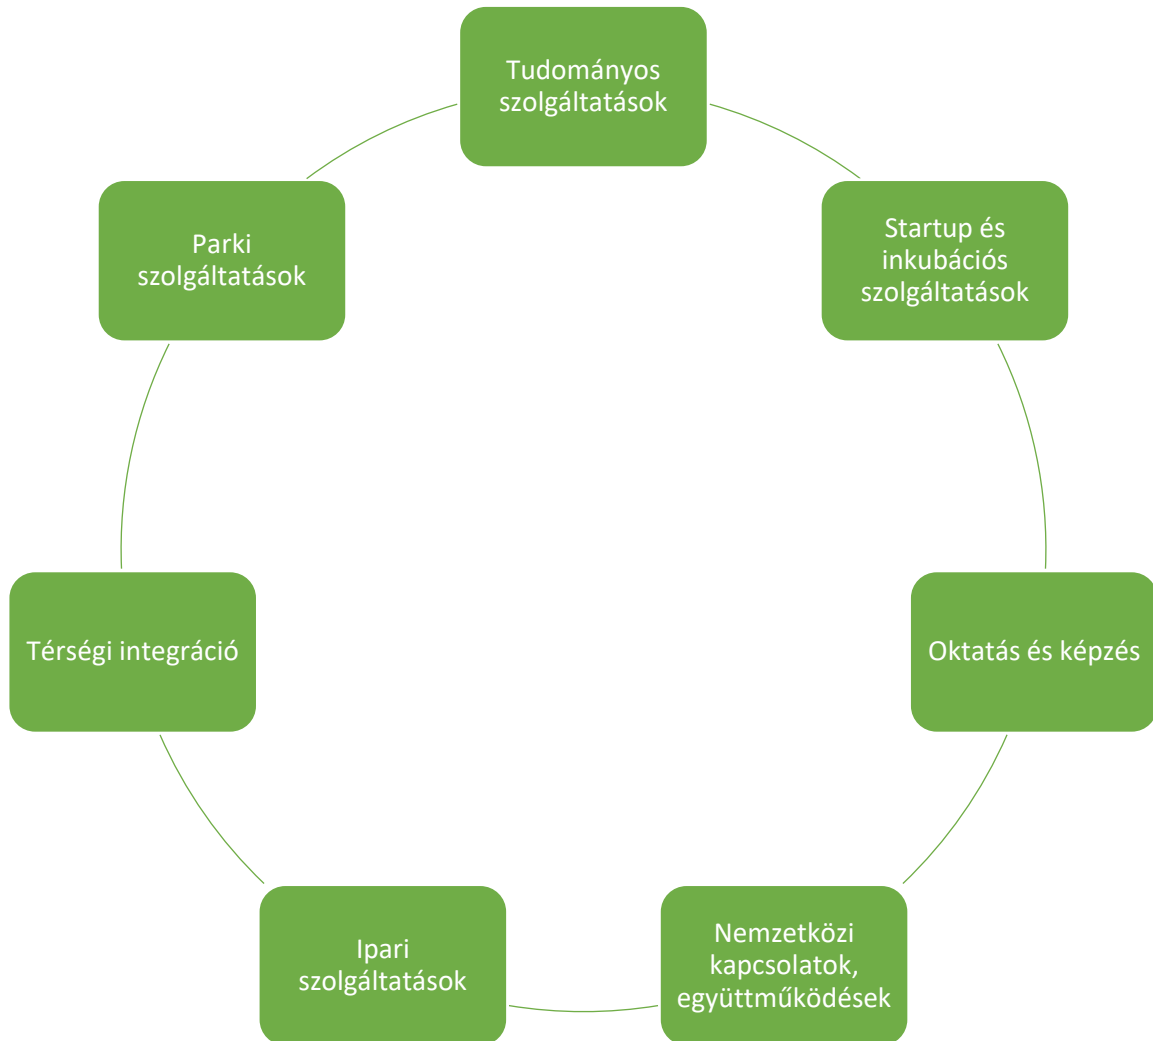 Tudományos
szolgáltatások
Startup és
inkubációs
szolgáltatások
Oktatás és képzés
Nemzetközi
kapcsolatok,
együttműködések
Ipari
szolgáltatások
Térségi integráció
Parki
szolgáltatások